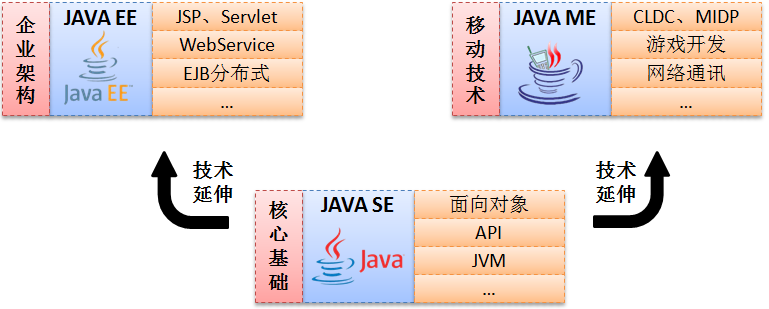 企业架构
JAVA EE
Java EE
JSP、Servlet
WebService
EJB分布式
...
移动技术
JAVA ME
CLDC、MIDP
游戏开发
网络通讯
...
技术
延伸
技术
延伸
核心基础
JAVA SE
Java
面向对象
API
JVM
...